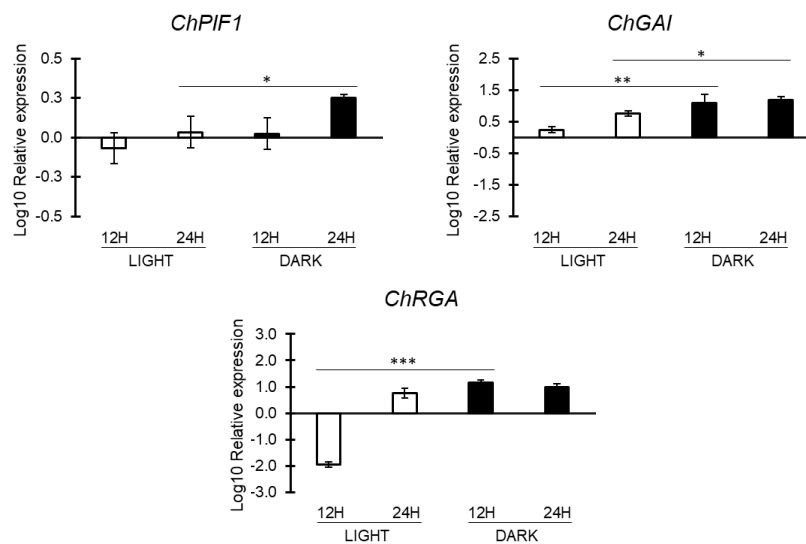 ChPIF1
Log10 Relative expression
0.5
0.3
0.0
-0.3
-0.5
*
12H 24H 12H 24H
LIGHT DARK
ChGAI
Log10 Relative expression
2.5
1.5
0.5
-0.5
-1.5
-2.5
*
**
12H 24H 12H 24H
LIGHT DARK
ChRGA
Log10 Relative expression
3.0
2.0
1.0
0.0
-1.0
-2.0
-3.0
***
12H 24H 12H 24H
LIGHT DARK